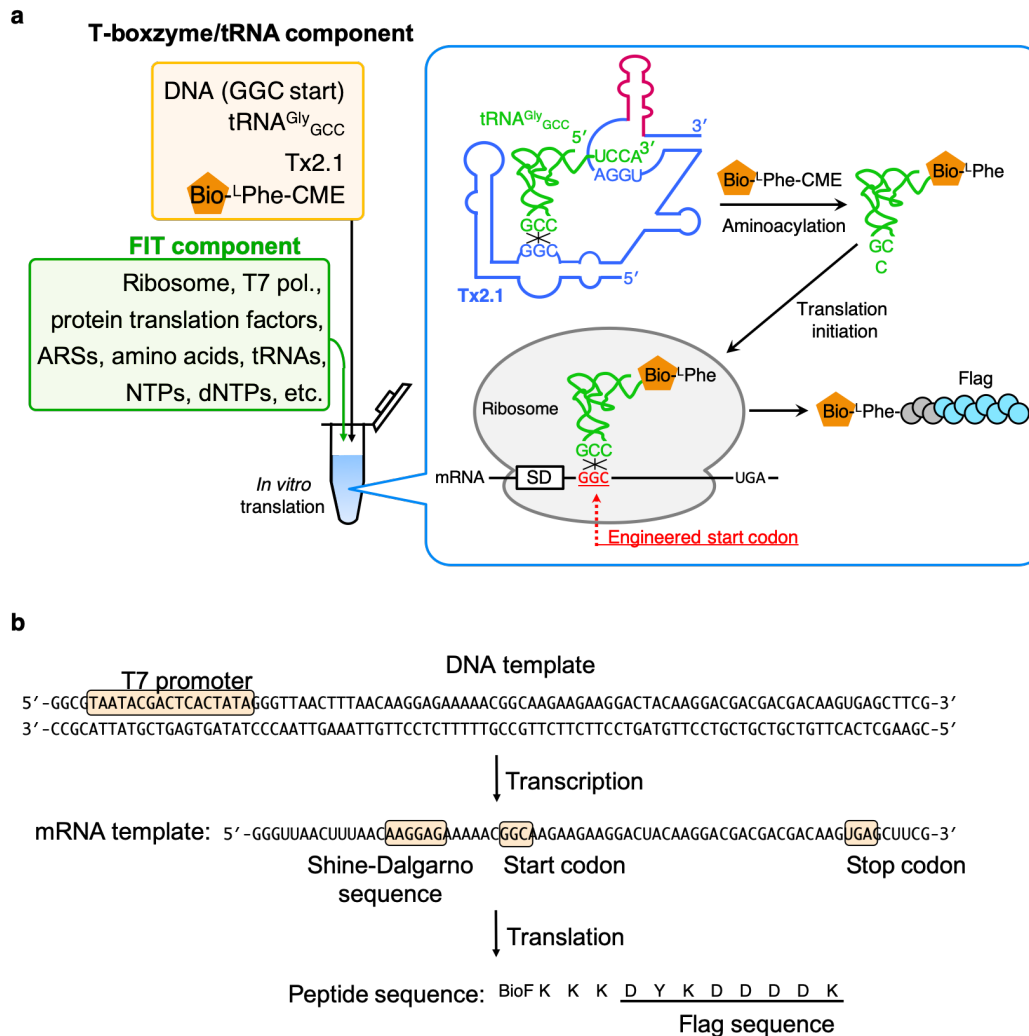 a
T-boxzyme/tRNA component
DNA (GGC start)
tRNAGlyGCC
Tx2.1
Bio-LPhe-CME
FIT component
Ribosome, T7 pol.,
protein translation factors,
ARSs, amino acids, tRNAs,
NTPs, dNTPs, etc.
In vitro
translation
tRNAGlyGCC
5′
UCCA
3′
AGGU
3′
GCC
GGC
5′
Tx2.1
Bio-LPhe-CME
Aminoacylation
Bio-LPhe
GC
C
Translation
initiation
Bio-LPhe
Ribosome
GCC
mRNA
SD
GGC
UGA
Engineered start codon
Flag
Bio-LPhe-
b
DNA template
T7 promoter
5′-GGCGTAATACGACTCACTATAGGGTTAACTTTAACAAGGAGAAAAACGGCAAGAAGAAGGACTACAAGGACGACGACGACAAGUGAGCTTCG-3′
3′-CCGCATTATGCTGAGTGATATCCCAATTGAAATTGTTCCTCTTTTTGCCGTTCTTCTTCCTGATGTTCCTGCTGCTGCTGTTCACTCGAAGC-5′
Transcription
mRNA template: 5′-GGGUUAACUUUAACAAGGAGAAAAACGGCAAGAAGAAGGACUACAAGGACGACGACGACAAGUGAGCUUCG-3′
Shine-Dalgarno
sequence
Start codon
Stop codon
Translation
Peptide sequence: BioF K K K D Y K D D D D K
Flag sequence